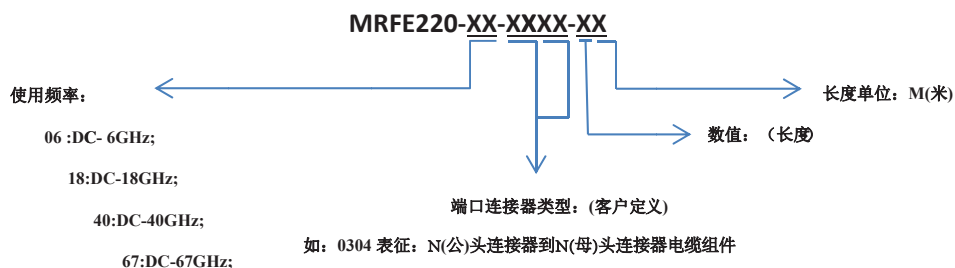 MRFE220-XX-XXXX-XX
使用频率：
长度单位：M(米)
06 :DC- 6GHz;
数值：（长度)
18:DC-18GHz;
端口连接器类型：(客户定义)
40:DC-40GHz;
如：0304 表征：N(公)头连接器到N(母)头连接器电缆组件
67:DC-67GHz;